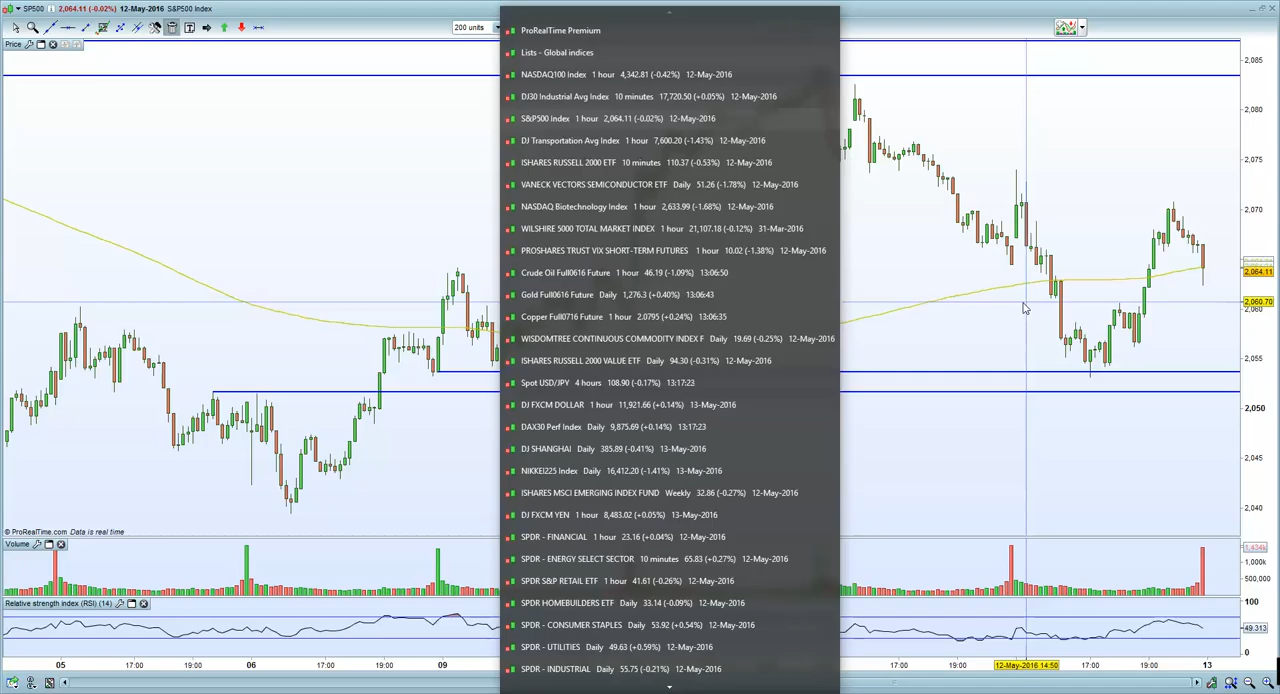 SP500 2,064.11 (-0.02%) 12-May-2016 S&P500 Index
200 units
Price
ProRealTime Premium
Lists - Global indices
NASDAQ100 Index 1 hour 4,342.81 (-0.42%) 12-May-2016
DJ30 Industrial Avg Index 10 minutes 17,720.50 (+0.05%) 12-May-2016
S&P500 Index 1 hour 2,064.11 (-0.02%) 12-May-2016
DJ Transportation Avg Index 1 hour 7,600.20 (-1.43%) 12-May-2016
ISHARES RUSSELL 2000 ETF 10 minutes 110.37 (-0.53%) 12-May-2016
VANECK VECTORS SEMICONDUCTOR ETF Daily 51.26 (-1.78%) 12-May-2016
NASDAQ Biotechnology Index 1 hour 2,633.99 (-1.68%) 12-May-2016
WILSHIRE 5000 TOTAL MARKET INDEX 1 hour 21,107.18 (-0.12%) 31-Mar-2016
PROSHARES TRUST VIX SHORT-TERM FUTURES 1 hour 10.02 (-1.38%) 12-May-2016
Crude Oil Full0616 Future 1 hour 46.19 (-1.09%) 13:06:50
Gold Full0616 Future Daily 1,276.3 (+0.40%) 13:06:43
Copper Full0716 Future 1 hour 2.0795 (+0.24%) 13:06:35
WISDOMTREE CONTINUOUS COMMODITY INDEX F Daily 19.69 (-0.25%) 12-May-2016
ISHARES RUSSELL 2000 VALUE ETF Daily 94.30 (-0.31%) 12-May-2016
Spot USD/JPY 4 hours 108.90 (-0.17%) 13:17:23
DJ FXCM DOLLAR 1 hour 11,921.66 (+0.14%) 13-May-2016
DAX30 Perf Index Daily 9,875.69 (+0.14%) 13:17:23
DJ SHANGHAI Daily 385.89 (-0.41%) 13-May-2016
NIKKEI225 Index Daily 16,412.20 (-1.41%) 13-May-2016
ISHARES MSCI EMERGING INDEX FUND Weekly 32.86 (-0.27%) 12-May-2016
DJ FXCM YEN 1 hour 8,483.02 (+0.05%) 13-May-2016
SPDR - FINANCIAL 1 hour 23.16 (+0.04%) 12-May-2016
SPDR - ENERGY SELECT SECTOR 10 minutes 65.83 (+0.27%) 12-May-2016
SPDR S&P RETAIL ETF 1 hour 41.61 (-0.26%) 12-May-2016
SPDR HOMEBUILDERS ETF Daily 33.14 (-0.09%) 12-May-2016
SPDR - CONSUMER STAPLES Daily 53.92 (+0.54%) 12-May-2016
SPDR - UTILITIES Daily 49.63 (+0.59%) 12-May-2016
SPDR - INDUSTRIAL Daily 55.75 (-0.21%) 12-May-2016
2,085
2,080
2,075
2,070
2,064.11
2,060.70
2,055
2,050
2,045
2,040
© ProRealTime.com Data is real time
Volume
1,000k
500,000
Relative strength index (RSI) (14)
100
49.313
0
05 17:00 19:00 06 17:00 19:00 09 17:00 19:00 12-May-2016 14:50 17:00 19:00 13